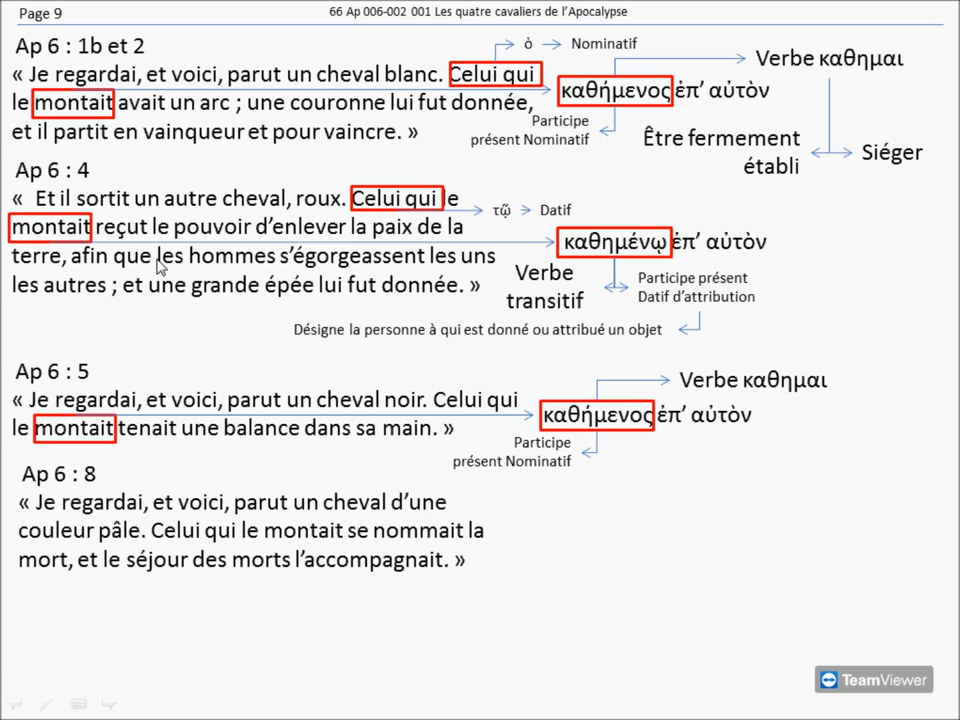 Page 9
66 Ap 006-002 001 Les quatre cavaliers de l’Apocalypse
Ap 6 : 1b et 2
« Je regardai, et voici, parut un cheval blanc. Celui qui
le montait avait un arc ; une couronne lui fut donnée,
et il partit en vainqueur et pour vaincre. »
ὁ
Nominatif
καθήμενος ἐπ’ αὐτὸν
Verbe καθημαι
Participe
présent Nominatif
Être fermement
établi
Siéger
Ap 6 : 4
« Et il sortit un autre cheval, roux. Celui qui le
montait reçut le pouvoir d’enlever la paix de la
terre, afin que les hommes s’égorgeassent les uns
les autres ; et une grande épée lui fut donnée. »
τῷ
Datif
καθημένῳ ἐπ’ αὐτὸν
Verbe
transitif
Participe présent
Datif d’attribution
Désigne la personne à qui est donné ou attribué un objet
Ap 6 : 5
« Je regardai, et voici, parut un cheval noir. Celui qui
le montait tenait une balance dans sa main. »
Verbe καθημαι
καθήμενος ἐπ’ αὐτὸν
Participe
présent Nominatif
Ap 6 : 8
« Je regardai, et voici, parut un cheval d’une
couleur pâle. Celui qui le montait se nommait la
mort, et le séjour des morts l’accompagnait. »
TeamViewer